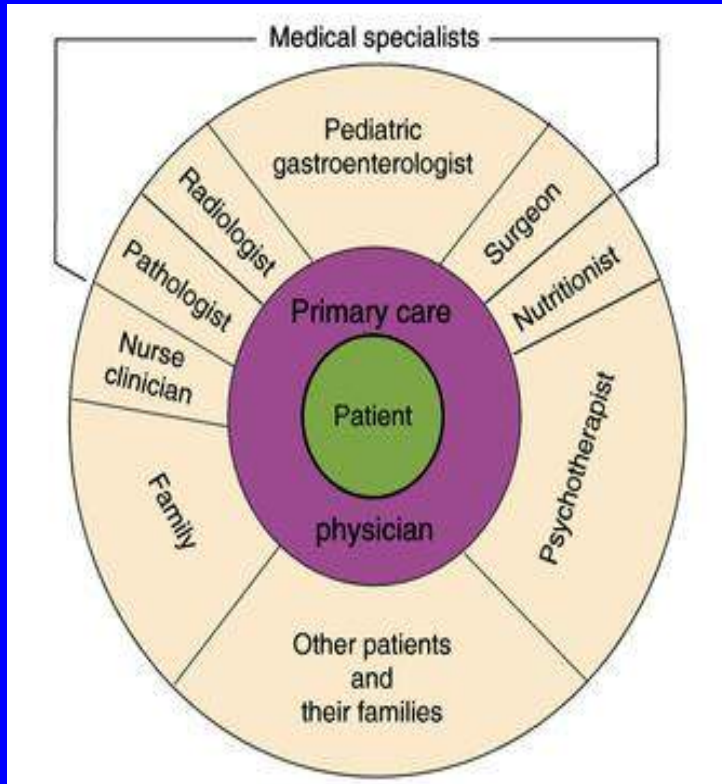 Medical specialists
Pediatric
gastroenterologist
Radiologist
Surgeon
Pathologist
Nutritionist
Nurse
clinician
Primary care
Patient
physician
Family
Psychotherapist
Other patients
and
their families